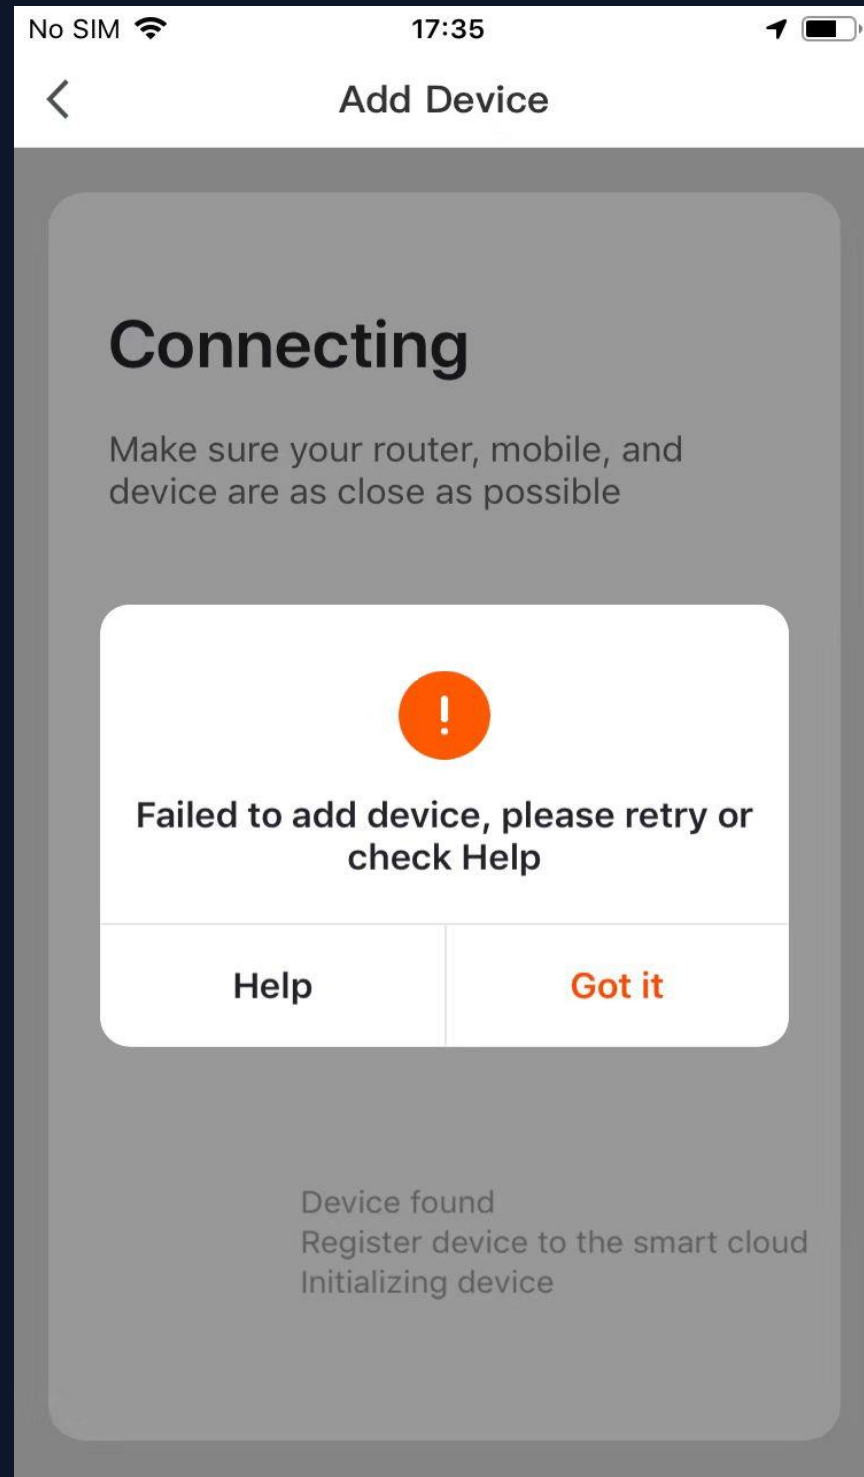 No SIM 17:35
Add Device
Connecting
Make sure your router, mobile, and
device are as close as possible
!
Failed to add device, please retry or
check Help
Help Got it
Device found
Register device to the smart cloud
Initializing device